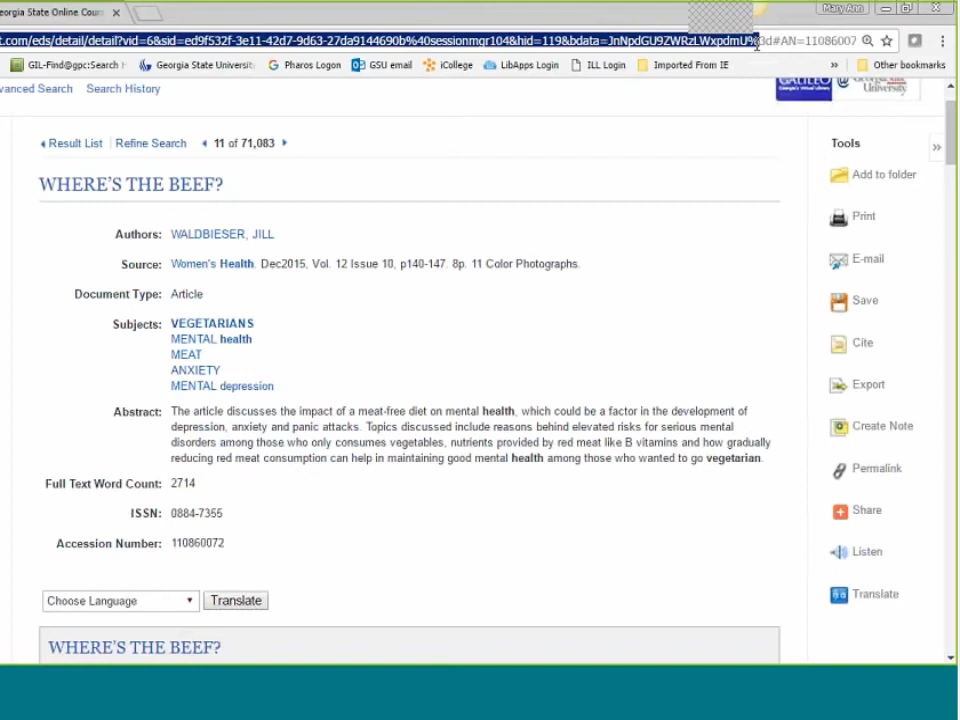 eorgia State Online Cour
Mary Ann
t.com/eds/detail/detail?vid=6&sid=ed9f532f-3e11-42d7-9d63-27da9144690b%40sessionmgr104&hid=119&bdata=JnNpdGU9ZWRzLWxpdmU%3d#AN=11086007
GIL-Find@gpc:Search H
Georgia State Universit
Pharos Logon
GSU email
iCollege
LibApps Login
ILL Login
Imported From IE
»
Other bookmarks
vanced Search Search History
GALILEO
University
Result List Refine Search 11 of 71,083
Tools
»
WHERE'S THE BEEF?
Add to folder
Print
E-mail
Save
Cite
Export
Create Note
Permalink
Share
Listen
Translate
Authors: WALDBIESER, JILL
Source: Women's Health. Dec2015, Vol. 12 Issue 10, p140-147. 8p. 11 Color Photographs.
Document Type: Article
Subjects: VEGETARIANS
MENTAL health
MEAT
ANXIETY
MENTAL depression
Abstract: The article discusses the impact of a meat-free diet on mental health, which could be a factor in the development of
depression, anxiety and panic attacks. Topics discussed include reasons behind elevated risks for serious mental
disorders among those who only consumes vegetables, nutrients provided by red meat like B vitamins and how gradually
reducing red meat consumption can help in maintaining good mental health among those who wanted to go vegetarian.
Full Text Word Count: 2714
ISSN: 0884-7355
Accession Number: 110860072
Choose Language Translate
WHERE'S THE BEEF?